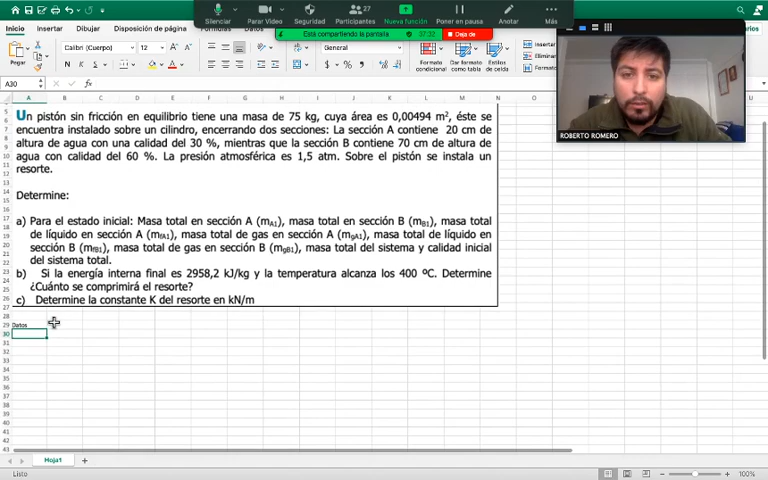 Silenciar
Parar Video
Seguridad
Participantes
27
Nueva función
Poner en pausa
Anotar
Más
Está compartiendo la pantalla
37:32
Deja de
Inicio
Insertar
Dibujar
Disposición de página
Pegar
Calibri (Cuerpo)
12
A^
A˅
N
K
S
General
$
%
Formato condicional
Dar formato como tabla
Estilos de celda
Insertar
ROBERTO ROMERO
A30
fx
A B C D E F G H I J K L M N O P Q R S T
Un pistón sin fricción en equilibrio tiene una masa de 75 kg, cuya área es 0,00494 m², éste se
encuentra instalado sobre un cilindro, encerrando dos secciones: La sección A contiene 20 cm de
altura de agua con una calidad del 30 %, mientras que la sección B contiene 70 cm de altura de
agua con calidad del 60 %. La presión atmosférica es 1,5 atm. Sobre el pistón se instala un
resorte.
Determine:
a) Para el estado inicial: Masa total en sección A (mA1), masa total en sección B (mB1), masa total
de líquido en sección A (mfA1), masa total de gas en sección A (mgA1), masa total de líquido en
sección B (mfB1), masa total de gas en sección B (mgB1), masa total del sistema y calidad inicial
del sistema total.
b) Si la energía interna final es 2958,2 kJ/kg y la temperatura alcanza los 400 ºC. Determine
¿Cuánto se comprimirá el resorte?
c) Determine la constante K del resorte en kN/m
Datos
Hoja1
+
Listo
100%